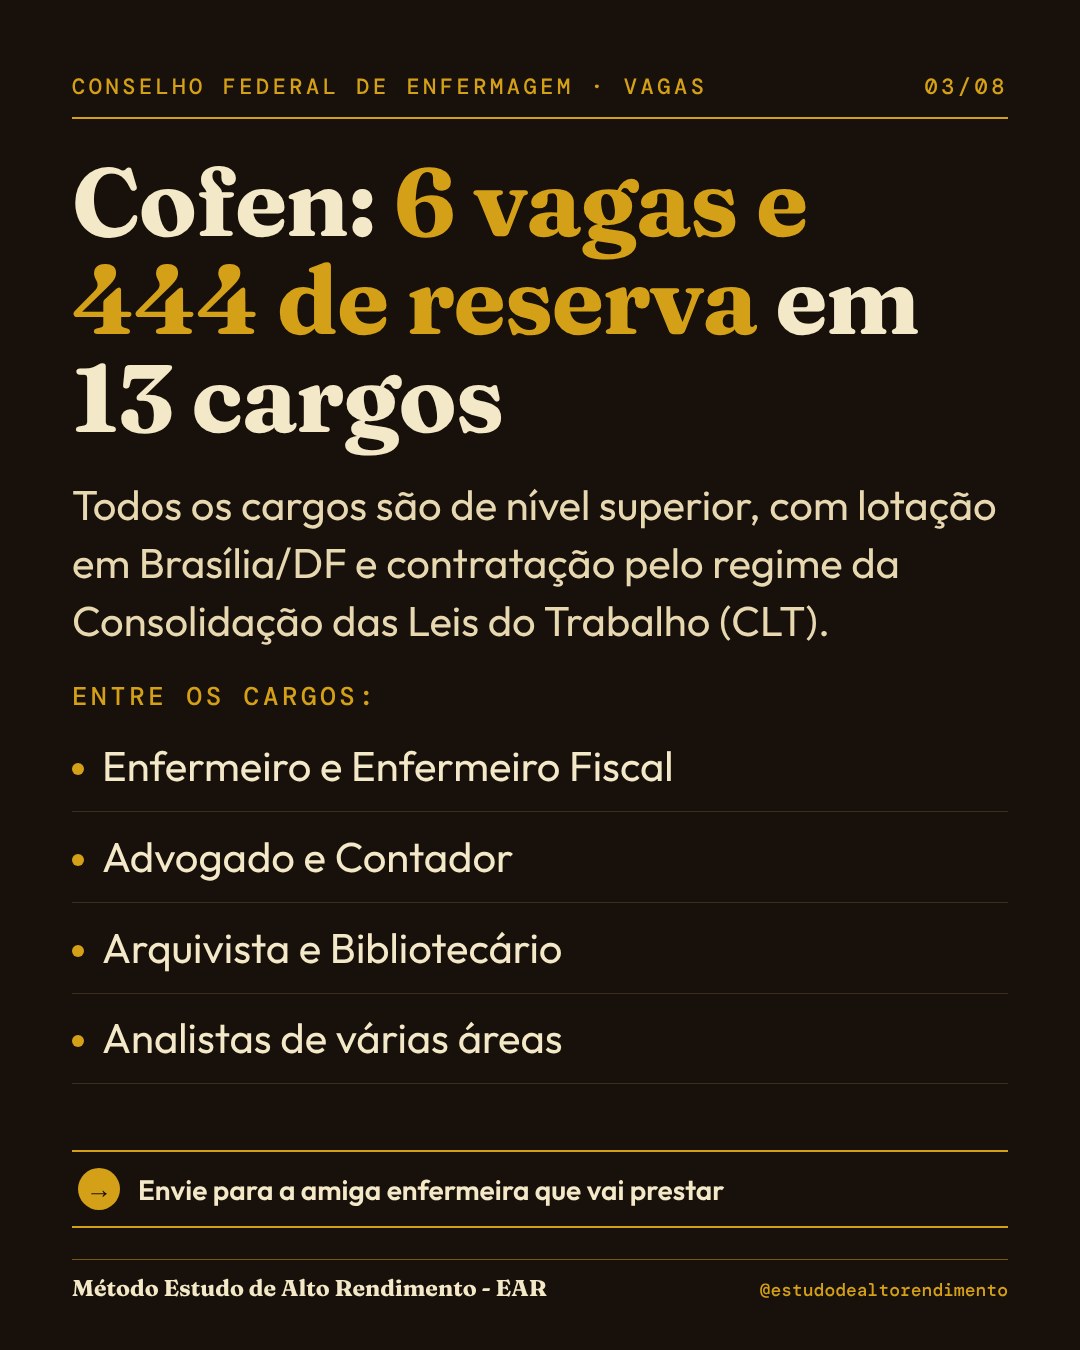 CONSELHO FEDERAL DE ENFERMAGEM · VAGAS 03/08
Cofen: 6 vagas e
444 de reserva em
13 cargos
Todos os cargos são de nível superior, com lotação
em Brasília/DF e contratação pelo regime da
Consolidação das Leis do Trabalho (CLT).
ENTRE OS CARGOS:
• Enfermeiro e Enfermeiro Fiscal
• Advogado e Contador
• Arquivista e Bibliotecário
• Analistas de várias áreas
→ Envie para a amiga enfermeira que vai prestar
Método Estudo de Alto Rendimento - EAR @estudodealtorendimento